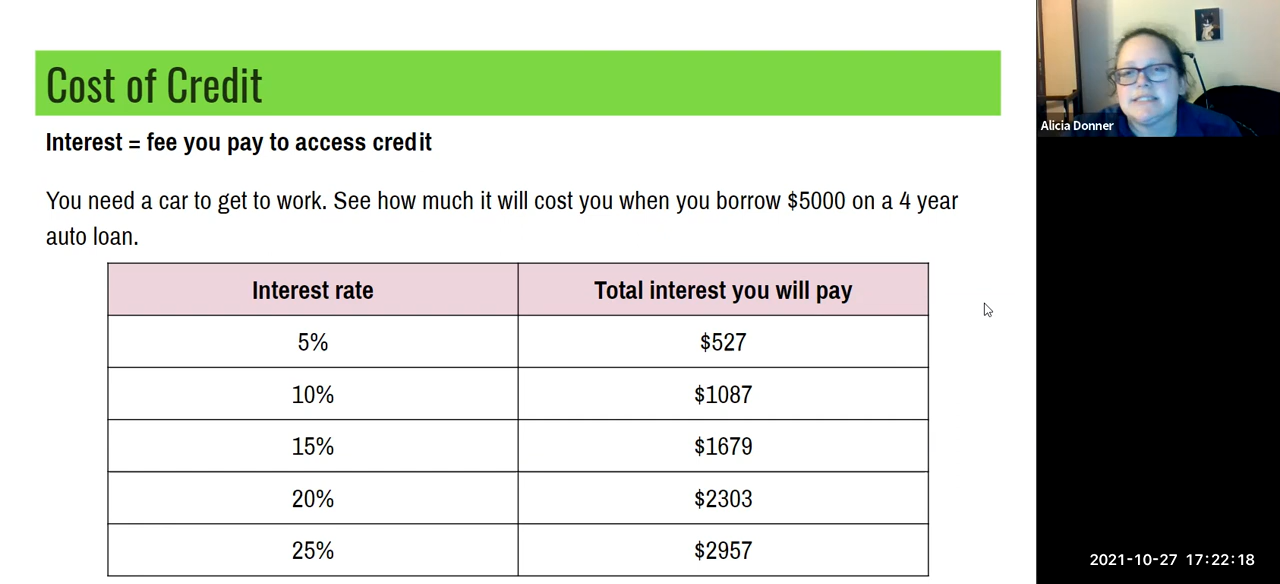 Cost of Credit
Interest = fee you pay to access credit
You need a car to get to work. See how much it will cost you when you borrow $5000 on a 4 year
auto loan.
Interest rate Total interest you will pay
5% $527
10% $1087
15% $1679
20% $2303
25% $2957
Alicia Donner
2021-10-27 17:22:18